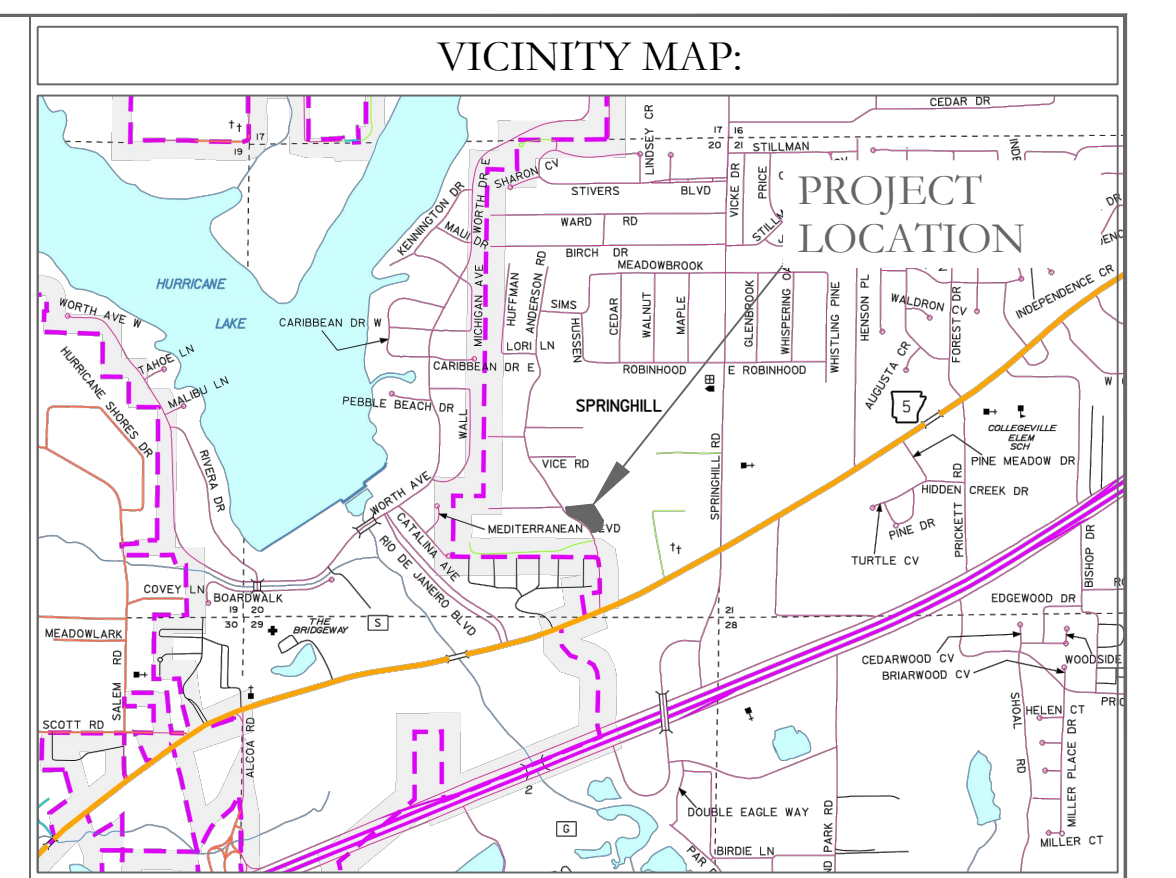 VICINITY MAP:
CEDAR DR
17
19
17
16
20
21
STILLMAN
LINDSEY CR
SHARON CV
STIVERS
BLVD
VICKE DR
PRICE
PROJECT
LOCATION
KENNINGTON DR
WORTH DR E
WARD
RD
MAUI DR
BIRCH DR
MEADOWBROOK
HURRICANE
LAKE
WORTH AVE W
CARIBBEAN DR W
MICHIGAN AVE
HUFFMAN
ANDERSON RD
SIMS
HUSSEN
CEDAR
WALNUT
MAPLE
GLENBROOK
WHISPERING
WHISTLING PINE
HENSON PL
WALDRON CV
FOREST DR
INDEPENDENCE CR
LORI LN
CARIBBEAN DR E
ROBINHOOD
E ROBINHOOD
AUGUSTA CR
TAHOE LN
MALIBU LN
HURRICANE SHORES DR
PEBBLE BEACH DR
WALL
SPRINGHILL
5
COLLEGEVILLE
ELEM
SCH
PINE MEADOW DR
RIVERA DR
VICE RD
SPRINGHILL RD
WORTH AVE
HIDDEN CREEK DR
PRICKETT RD
MEDITERRANEAN
CATALINA AVE
RIO DE JANEIRO BLVD
PINE DR
TURTLE CV
BISHOP DR
COVEY LN
BOARDWALK
19
20
30
29
THE
BRIDGEWAY
S
21
28
EDGEWOOD DR
MEADOWLARK
SALEM RD
CEDARWOOD CV
BRIARWOOD CV
WOODSIDE
SCOTT RD
ALCOA RD
SHOAL RD
HELEN CT
MILLER PLACE DR
2
G
DOUBLE EAGLE WAY
BIRDIE LN
PARK RD
MILLER CT